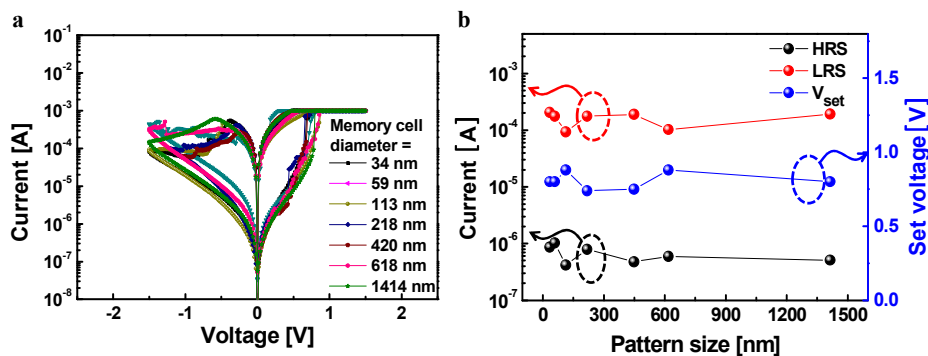 a
Current [A]
10⁻¹
10⁻²
10⁻³
10⁻⁴
10⁻⁵
10⁻⁶
10⁻⁷
10⁻⁸
-2
-1
0
1
2
Voltage [V]
Memory cell
diameter =
34 nm
59 nm
113 nm
218 nm
420 nm
618 nm
1414 nm
b
Current [A]
10⁻³
10⁻⁴
10⁻⁵
10⁻⁶
10⁻⁷
0
300
600
900
1200
1500
Pattern size [nm]
HRS
LRS
Vset
1.5
1.0
0.5
0.0
Set voltage [V]